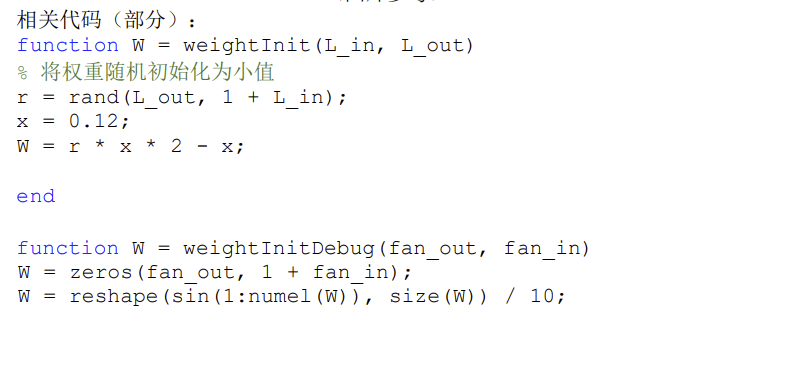 相关代码（部分）：
function W = weightInit(L_in, L_out)
% 将权重随机初始化为小值
r = rand(L_out, 1 + L_in);
x = 0.12;
W = r * x * 2 - x;
end
function W = weightInitDebug(fan_out, fan_in)
W = zeros(fan_out, 1 + fan_in);
W = reshape(sin(1:numel(W)), size(W)) / 10;